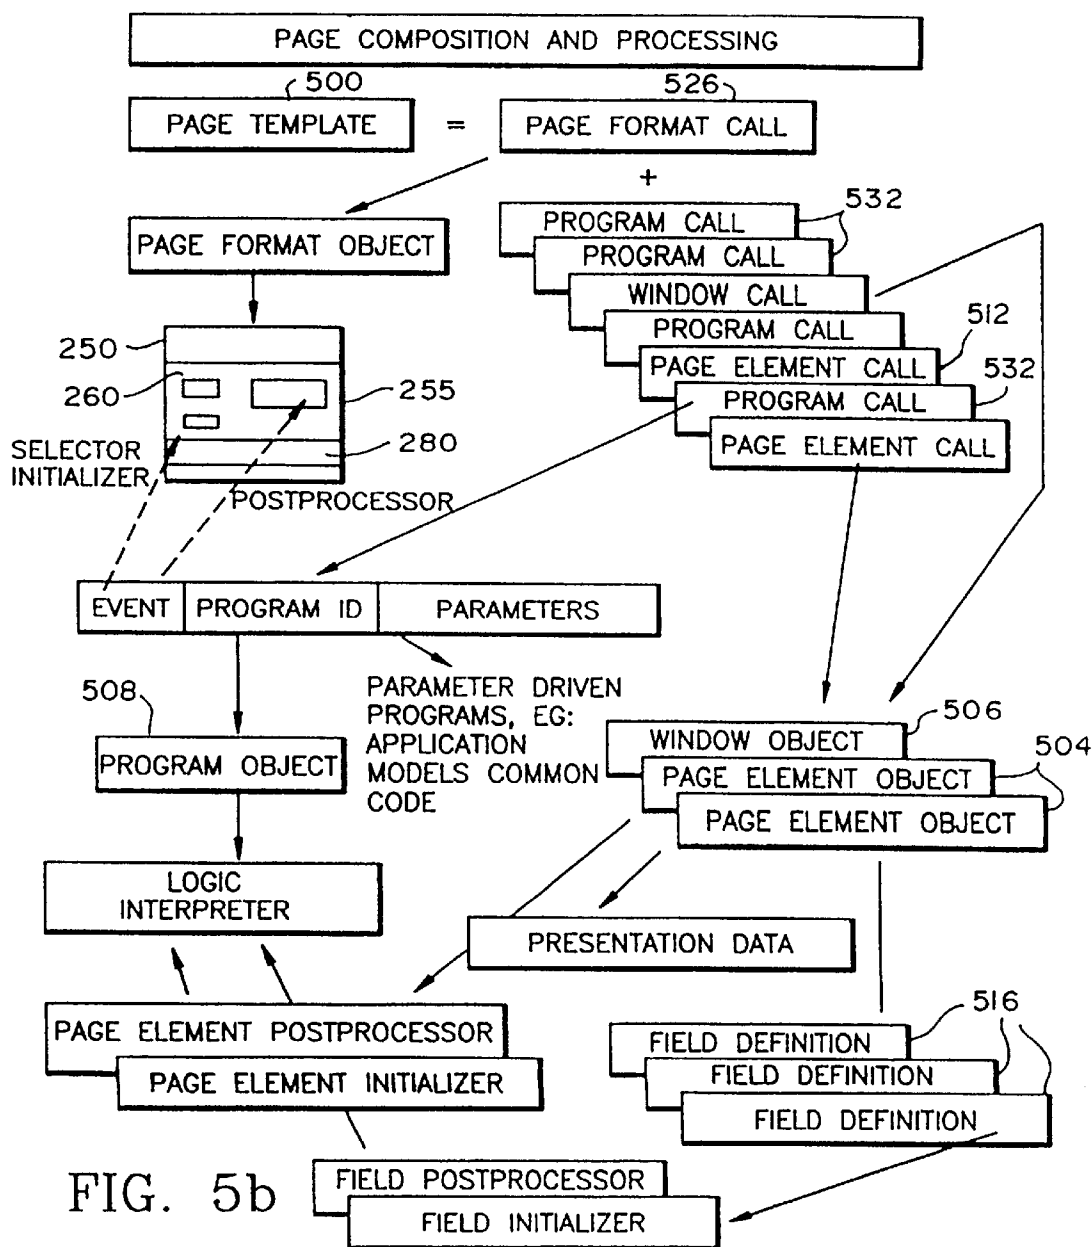 PAGE COMPOSITION AND PROCESSING
500
526
PAGE TEMPLATE = PAGE FORMAT CALL
+
532
PROGRAM CALL
PROGRAM CALL
WINDOW CALL
PROGRAM CALL
512
PAGE ELEMENT CALL
532
PROGRAM CALL
PAGE ELEMENT CALL
PAGE FORMAT OBJECT
250
260
255
280
SELECTOR
INITIALIZER
POSTPROCESSOR
EVENT PROGRAM ID PARAMETERS
508
PROGRAM OBJECT
PARAMETER DRIVEN
PROGRAMS, EG:
APPLICATION
MODELS COMMON
CODE
506
WINDOW OBJECT
504
PAGE ELEMENT OBJECT
PAGE ELEMENT OBJECT
LOGIC
INTERPRETER
PRESENTATION DATA
PAGE ELEMENT POSTPROCESSOR
PAGE ELEMENT INITIALIZER
516
FIELD DEFINITION
FIELD DEFINITION
FIELD DEFINITION
FIELD POSTPROCESSOR
FIELD INITIALIZER
FIG. 5b